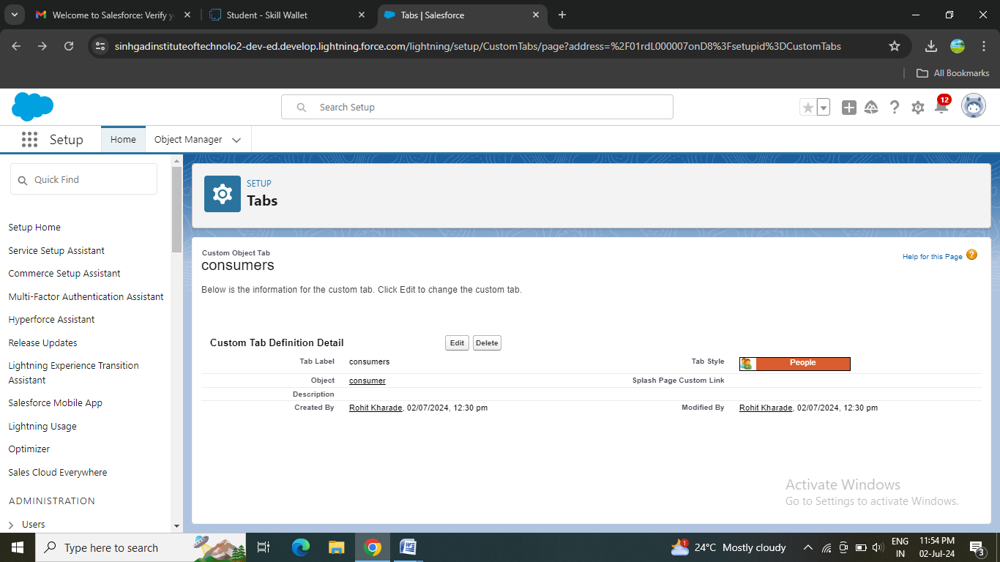 Welcome to Salesforce: Verify y
Student - Skill Wallet
Tabs | Salesforce
sinhgadinstituteoftechnolo2-dev-ed.develop.lightning.force.com/lightning/setup/CustomTabs/page?address=%2F01rdL000007onD8%3Fsetupid%3DCustomTabs
All Bookmarks
Search Setup
12
Setup
Home
Object Manager
Quick Find
Setup Home
Service Setup Assistant
Commerce Setup Assistant
Multi-Factor Authentication Assistant
Hyperforce Assistant
Release Updates
Lightning Experience Transition
Assistant
Salesforce Mobile App
Lightning Usage
Optimizer
Sales Cloud Everywhere
ADMINISTRATION
Users
SETUP
Tabs
Custom Object Tab
consumers
Help for this Page ?
Below is the information for the custom tab. Click Edit to change the custom tab.
Custom Tab Definition Detail Edit Delete
Tab Label consumers Tab Style People
Object consumer Splash Page Custom Link
Description
Created By Rohit Kharade, 02/07/2024, 12:30 pm Modified By Rohit Kharade, 02/07/2024, 12:30 pm
Activate Windows
Go to Settings to activate Windows.
Type here to search
1
24°C Mostly cloudy
ENG
IN
11:54 PM
02-Jul-24
3